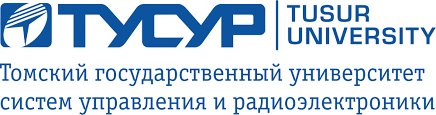 ТУСУР
TUSUR
UNIVERSITY
Томский государственный университет
систем управления и радиоэлектроники